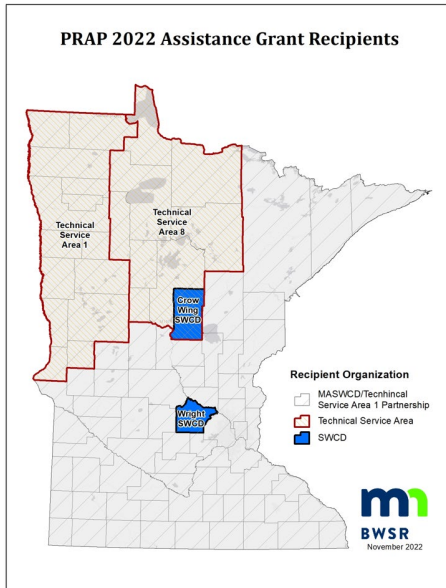 PRAP 2022 Assistance Grant Recipients
Technical
Service
Area 1
Technical
Service
Area 8
Crow
Wing
SWCD
Wright
SWCD
Recipient Organization
MASWCD/Tecnhincal
Service Area 1 Partnership
Technical Service Area
SWCD
mn
BWSR
November 2022